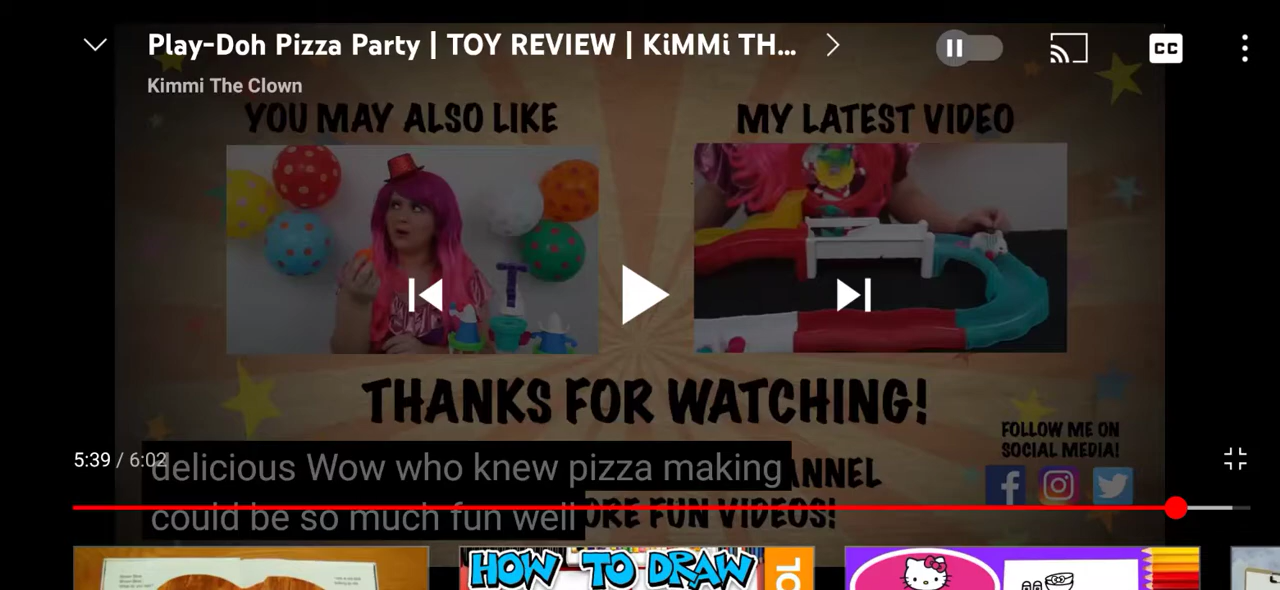 Play-Doh Pizza Party | TOY REVIEW | KiMMi TH...
Kimmi The Clown
CC
YOU MAY ALSO LIKE
MY LATEST VIDEO
THANKS FOR WATCHING!
FOLLOW ME ON
SOCIAL MEDIA!
5:39 / 6:02
delicious Wow who knew pizza making
could be so much fun well
FUN VIDEOS!
HOW TO DRAW